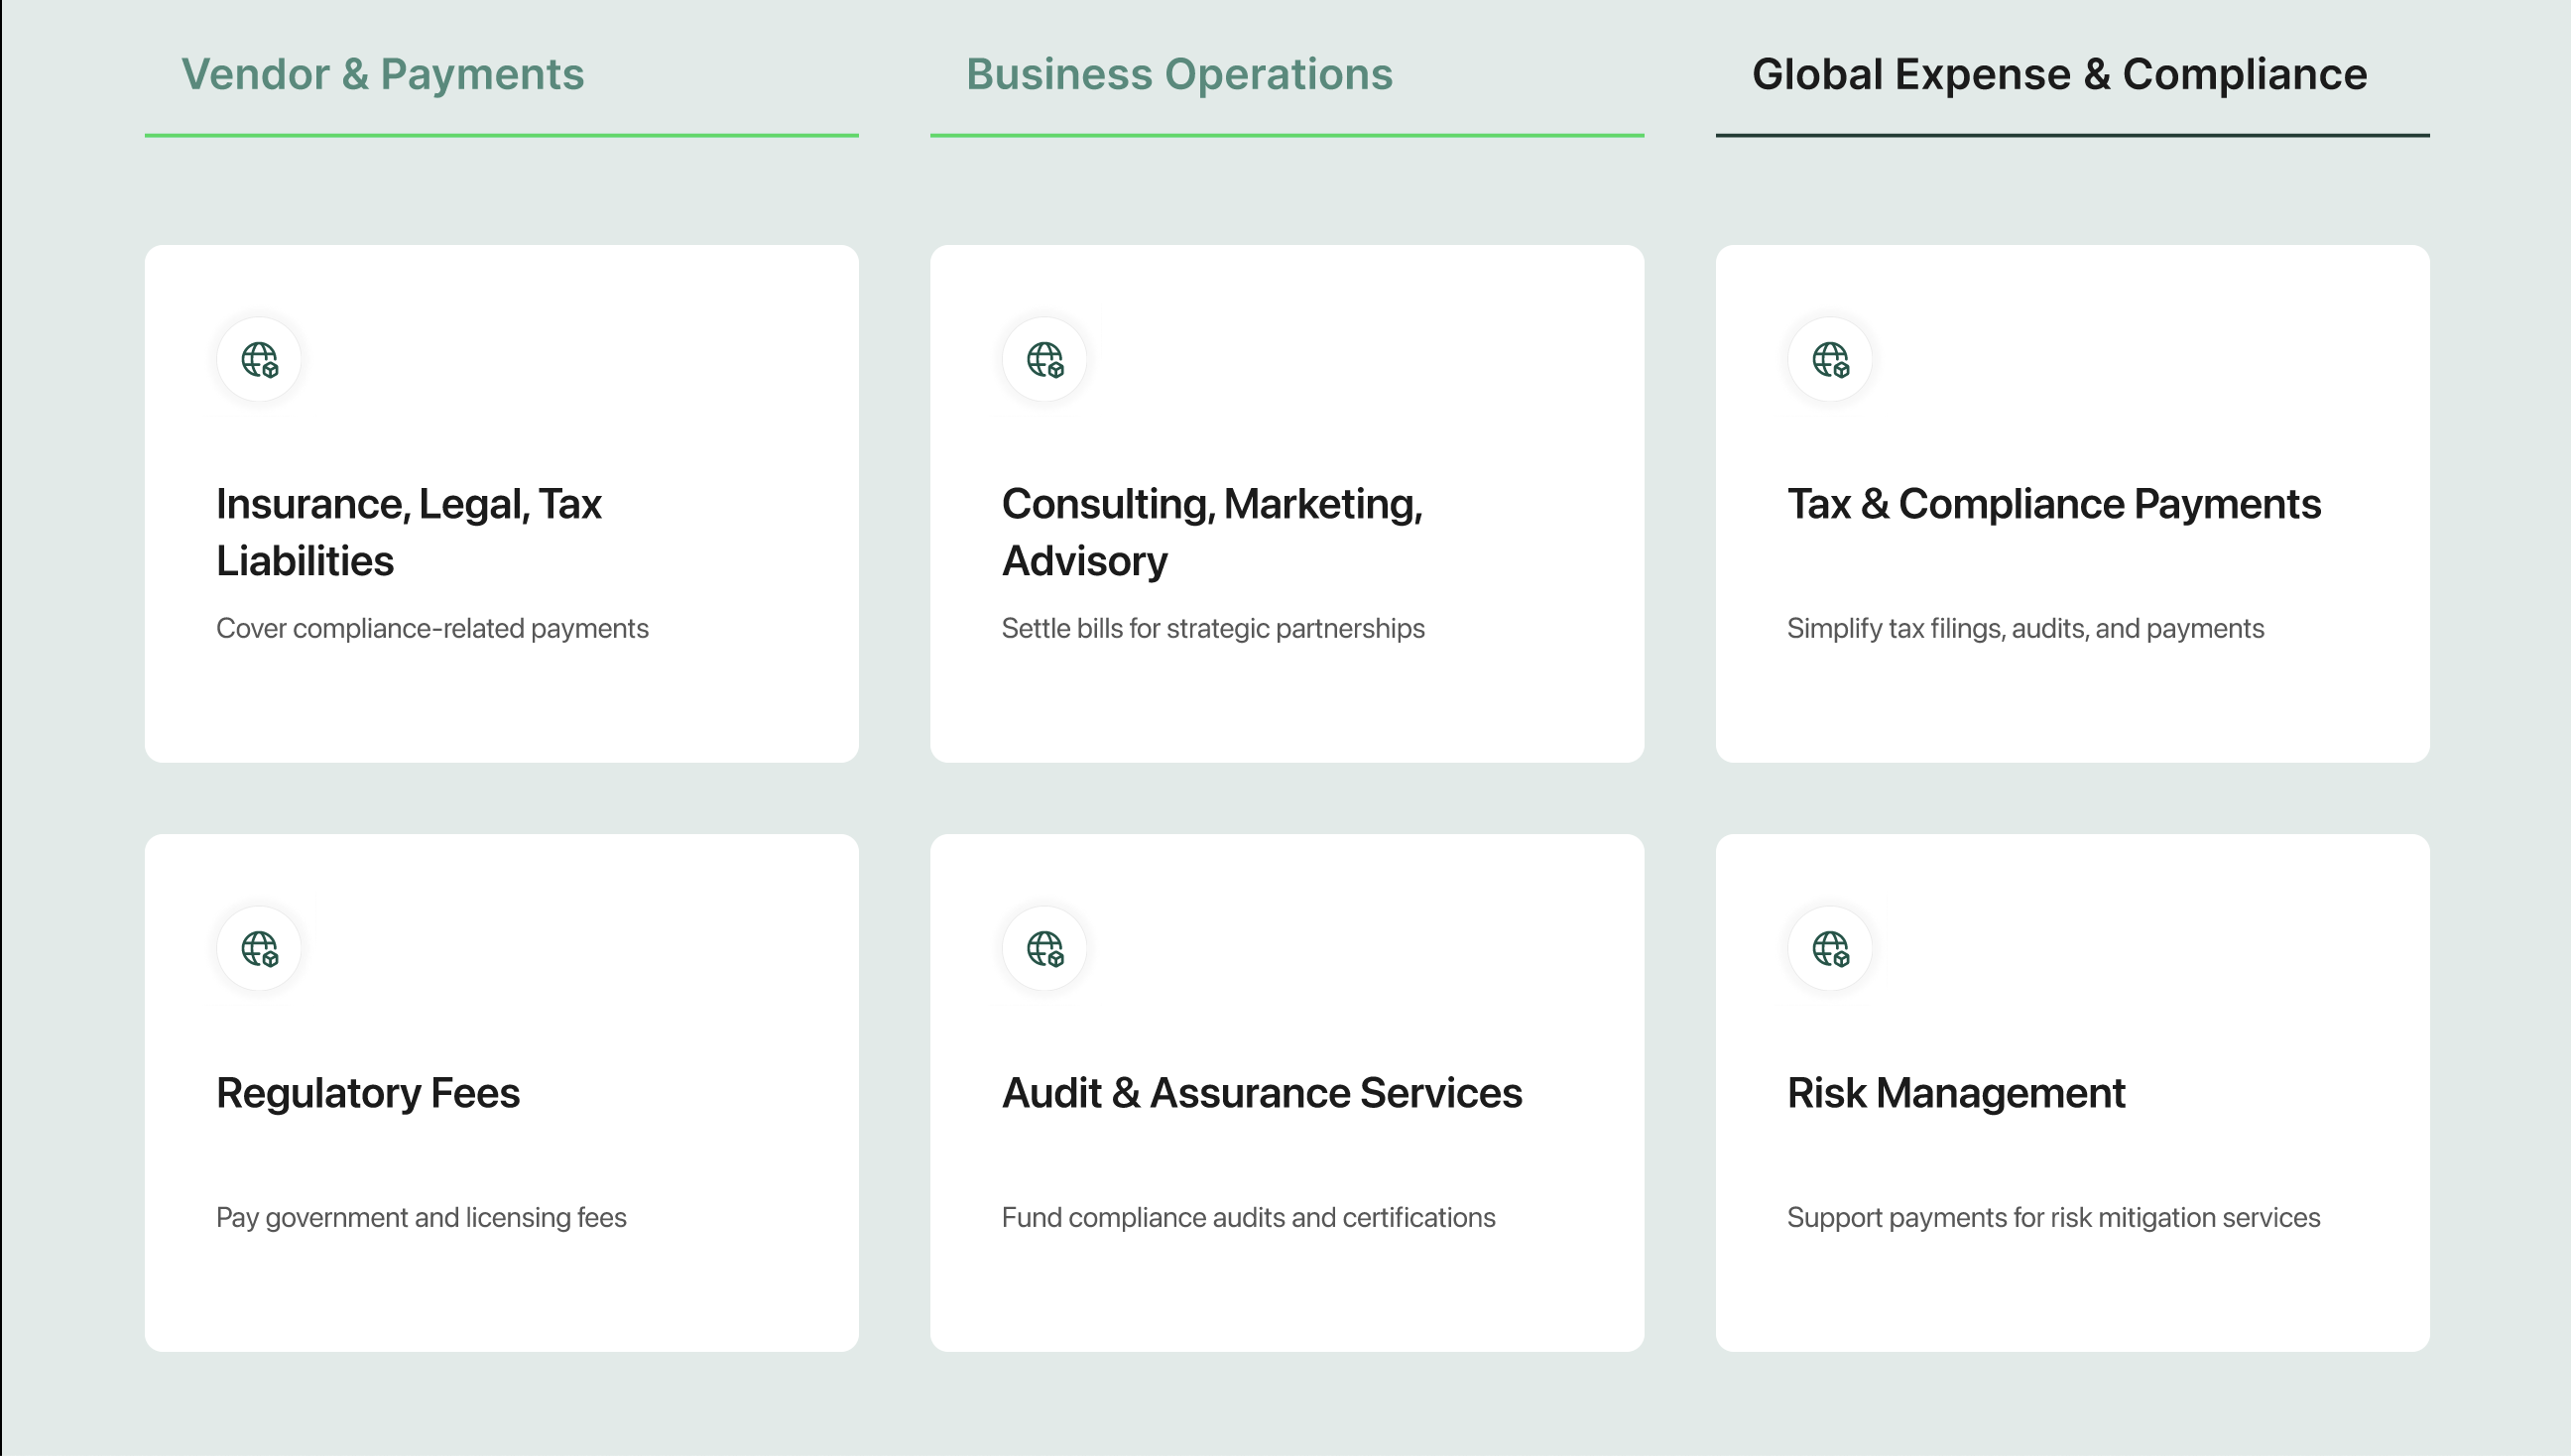 Vendor & Payments
Business Operations
Global Expense & Compliance
Insurance, Legal, Tax
Liabilities
Cover compliance-related payments
Consulting, Marketing,
Advisory
Settle bills for strategic partnerships
Tax & Compliance Payments
Simplify tax filings, audits, and payments
Regulatory Fees
Pay government and licensing fees
Audit & Assurance Services
Fund compliance audits and certifications
Risk Management
Support payments for risk mitigation services